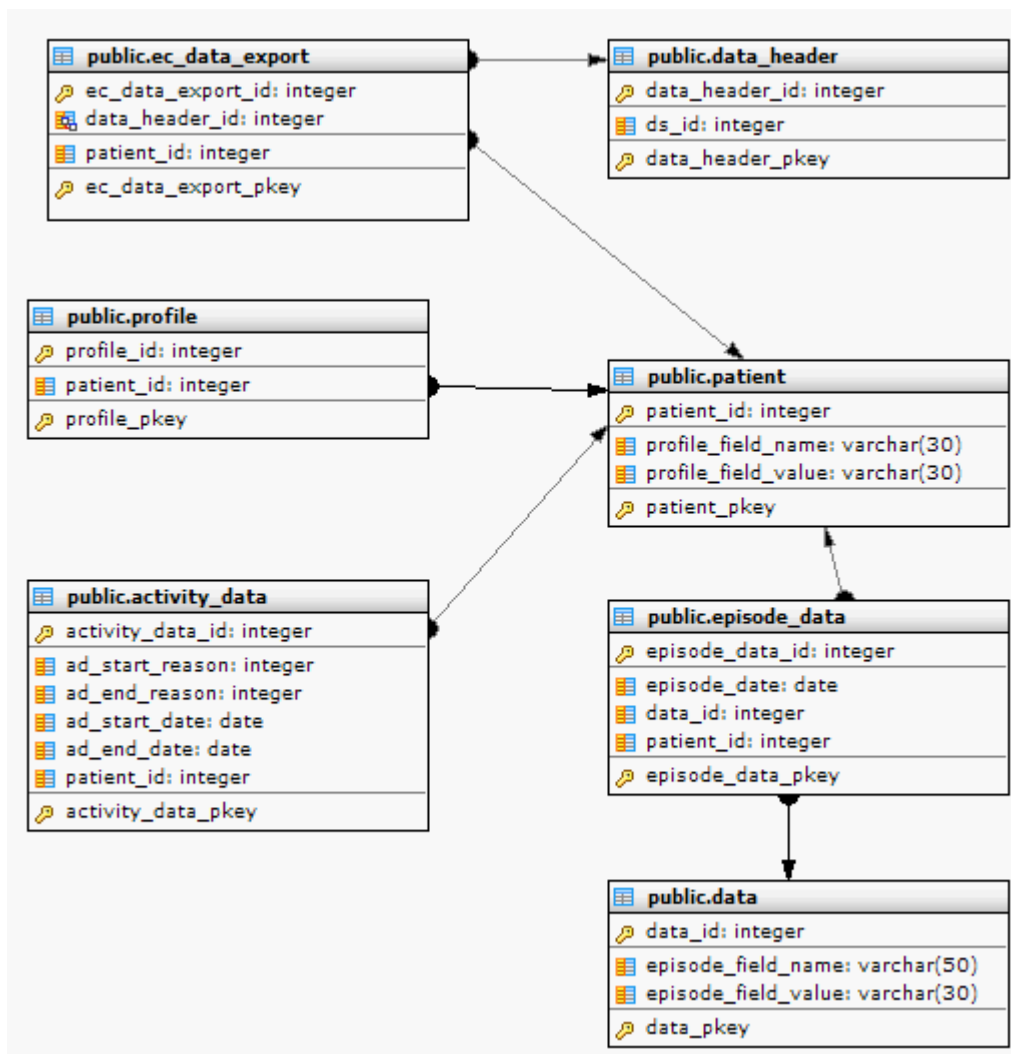 public.ec_data_export
ec_data_export_id: integer
data_header_id: integer
patient_id: integer
ec_data_export_pkey
public.data_header
data_header_id: integer
ds_id: integer
data_header_pkey
public.profile
profile_id: integer
patient_id: integer
profile_pkey
public.patient
patient_id: integer
profile_field_name: varchar(30)
profile_field_value: varchar(30)
patient_pkey
public.activity_data
activity_data_id: integer
ad_start_reason: integer
ad_end_reason: integer
ad_start_date: date
ad_end_date: date
patient_id: integer
activity_data_pkey
public.episode_data
episode_data_id: integer
episode_date: date
data_id: integer
patient_id: integer
episode_data_pkey
public.data
data_id: integer
episode_field_name: varchar(50)
episode_field_value: varchar(30)
data_pkey